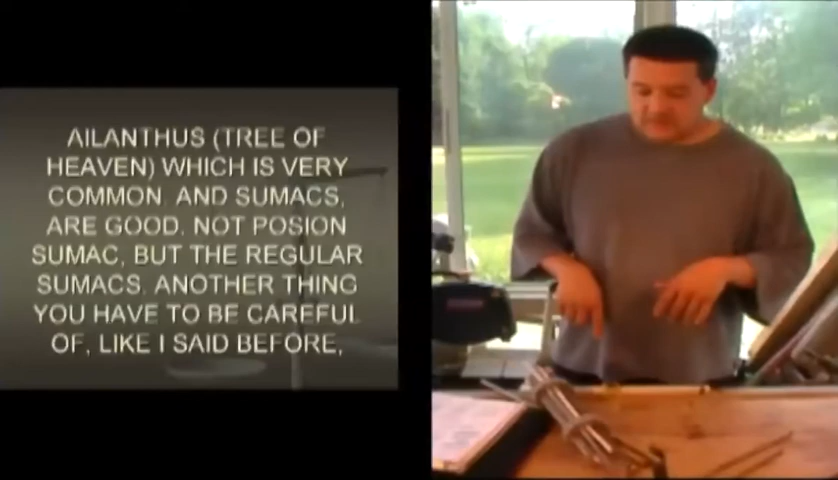 AILANTHUS (TREE OF
HEAVEN) WHICH IS VERY
COMMON AND SUMACS,
ARE GOOD. NOT POSION
SUMAC, BUT THE REGULAR
SUMACS. ANOTHER THING
YOU HAVE TO BE CAREFUL
OF, LIKE I SAID BEFORE,